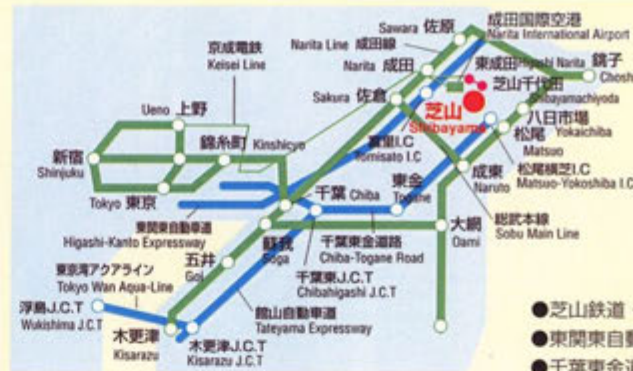 佐原
Sawara
成田国際空港
Narita International Airport
京成電鉄
Keisei Line
Narita Line 成田線
Narita 成田
東成田 Higashi Narita
銚子
Chosh
芝山千代田
Shibayamachiyoda
Sakura 佐倉
芝山
Shibayama
八日市場
Yokaichiba
Ueno 上野
錦糸町 Kinshicyo
富里I.C
Tomisato I.C
松尾
Matsuo
新宿
Shinjuku
松尾横芝I.C
Matsuo-Yokoshiba I.C
成東
Naruto
Tokyo 東京
千葉 Chiba
東金
Togane
東関東自動車道
Higashi-Kanto Expressway
総武本線
Sobu Main Line
蘇我
Soga
千葉東金道路
Chiba-Togane Road
大網
Oami
五井
Goi
千葉東J.C.T
Chibahigashi J.C.T
東京湾アクアライン
Tokyo Wan Aqua-Line
浮島J.C.T
Wukishima J.C.T
館山自動車道
Tateyama Expressway
木更津
Kisarazu
木更津J.C.T
Kisarazu J.C.T
●芝山鉄道
●東関東自動
●千葉東金道